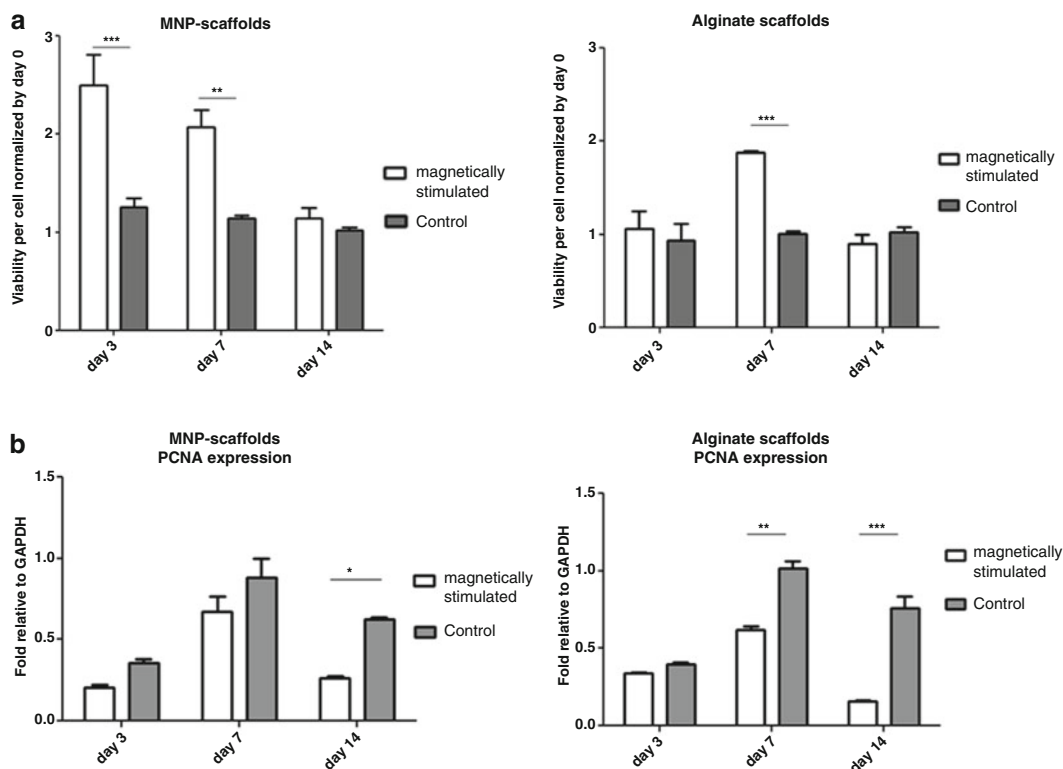 a
MNP-scaffolds
Viability per cell normalized by day 0
3
2
1
0
***
**
day 3
day 7
day 14
magnetically
stimulated
Control
Alginate scaffolds
Viability per cell normalized by day 0
3
2
1
0
***
day 3
day 7
day 14
magnetically
stimulated
Control
b
MNP-scaffolds
PCNA expression
Fold relative to GAPDH
1.5
1.0
0.5
0.0
*
day 3
day 7
day 14
magnetically
stimulated
Control
Alginate scaffolds
PCNA expression
Fold relative to GAPDH
1.5
1.0
0.5
0.0
**
***
day 3
day 7
day 14
magnetically
stimulated
Control